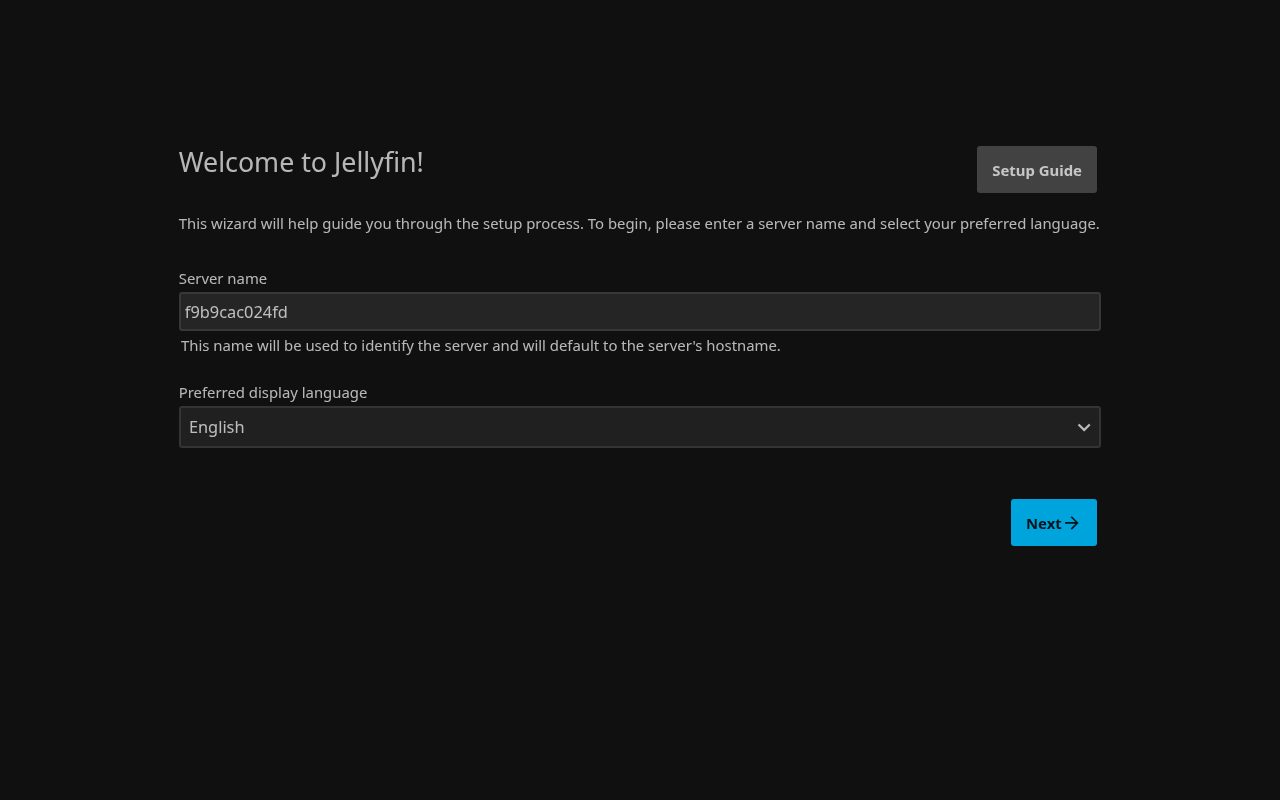 Welcome to Jellyfin!
Setup Guide
This wizard will help guide you through the setup process. To begin, please enter a server name and select your preferred language.
Server name
f9b9cac024fd
This name will be used to identify the server and will default to the server's hostname.
Preferred display language
English
Next